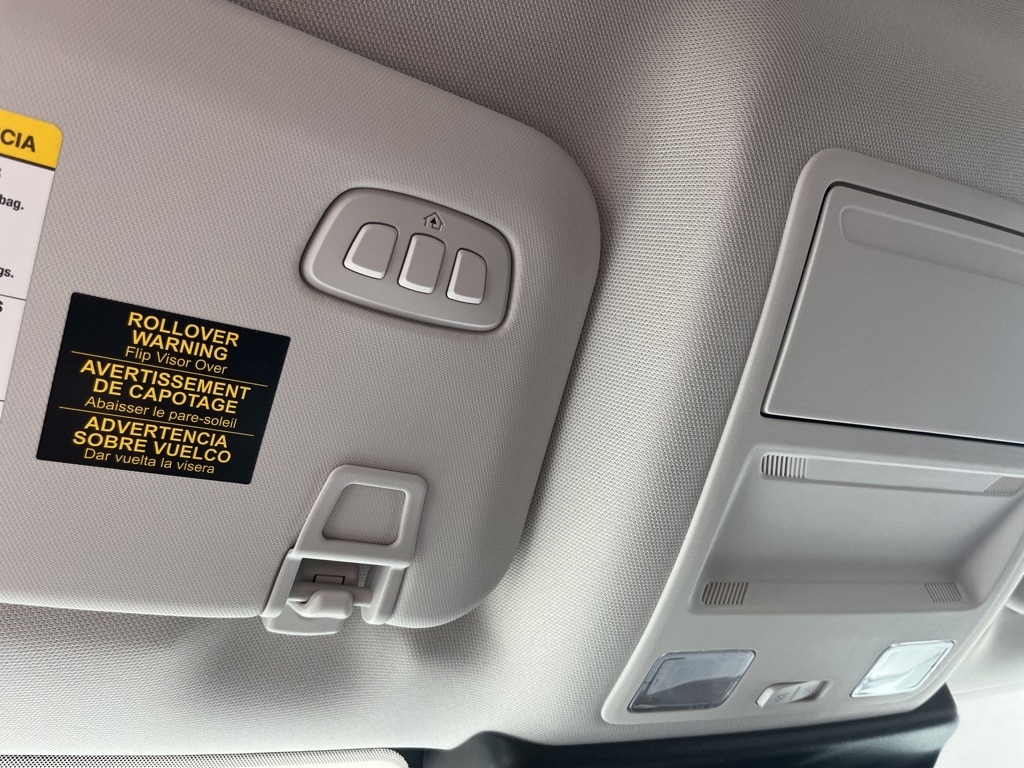 CIA
bag.
gs.
ROLLOVER
WARNING
Flip Visor Over
AVERTISSEMENT
DE CAPOTAGE
Abaisser le pare-soleil
ADVERTENCIA
SOBRE VUELCO
Dar vuelta la visera